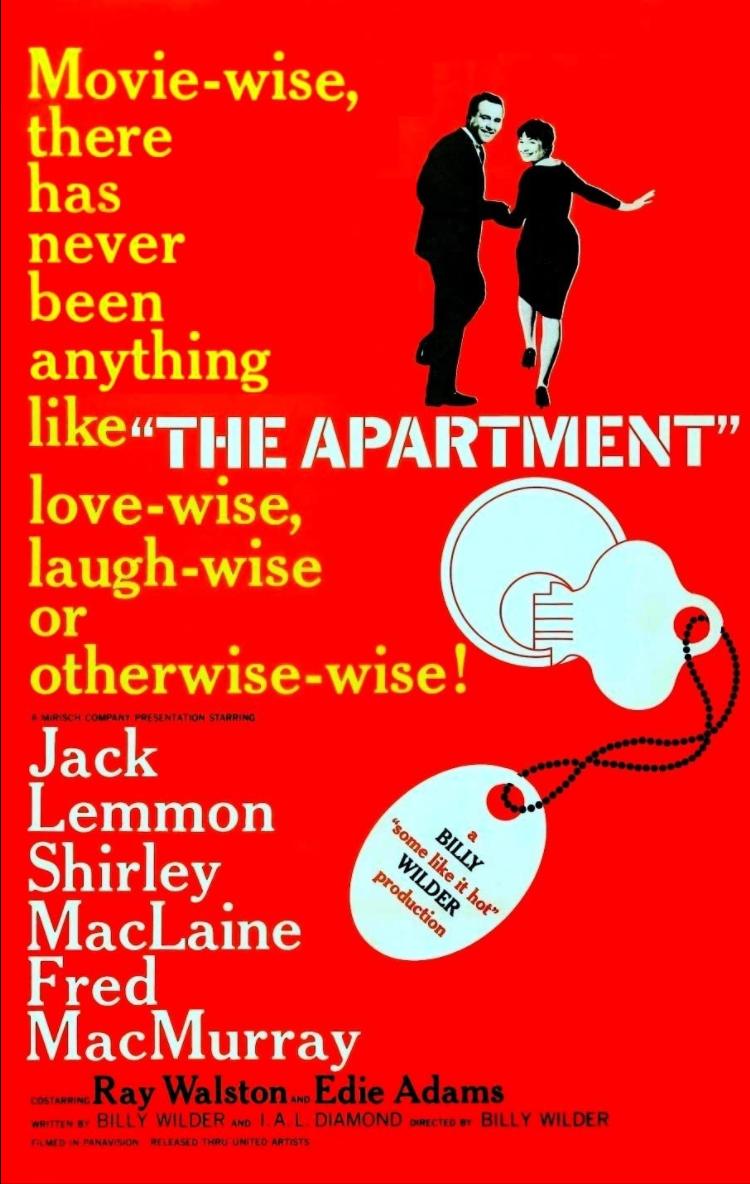 Movie-wise,
there
has
never
been
anything
like “THE APARTMENT”
love-wise,
laugh-wise
or
otherwise-wise!
A MIRISCH COMPANY PRESENTATION STARRING
Jack
Lemmon
Shirley
MacLaine
Fred
MacMurray
a
BILLY
“some like it hot”
WILDER
production
COSTARRING Ray Walston AND Edie Adams
WRITTEN BY BILLY WILDER AND I. A. L. DIAMOND DIRECTED BY BILLY WILDER
FILMED IN PANAVISION RELEASED THRU UNITED ARTISTS